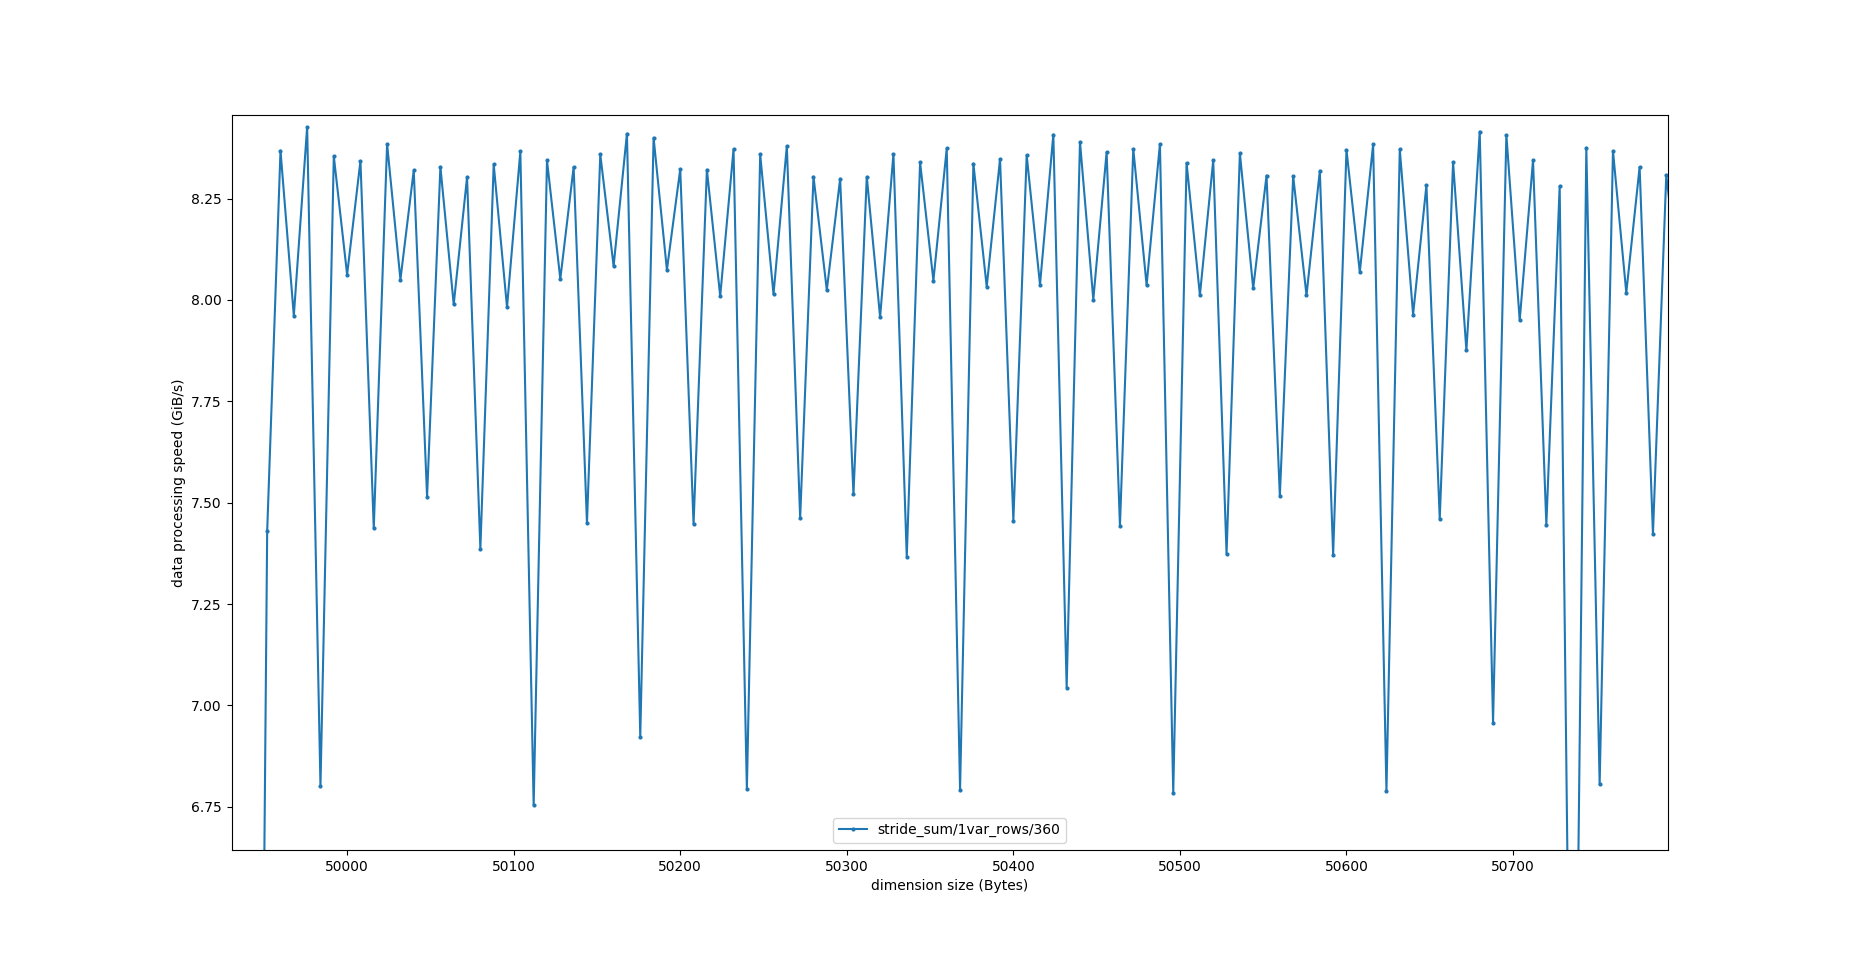 8.25
8.00
7.75
7.50
7.25
7.00
6.75
data processing speed (GiB/s)
stride_sum/1var_rows/360
50000 50100 50200 50300 50400 50500 50600 50700
dimension size (Bytes)